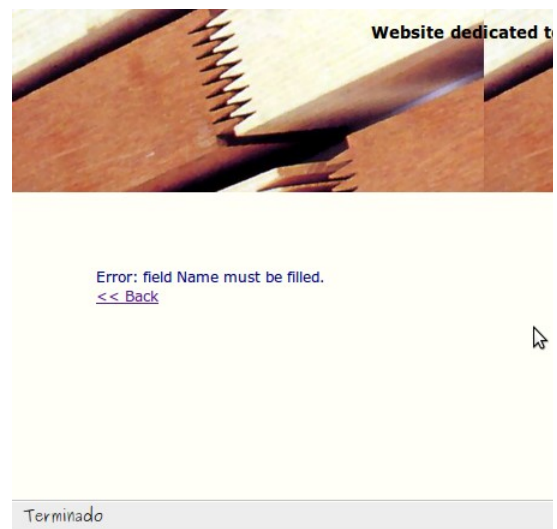 Website dedicated
Error: field Name must be filled.
<< Back
Terminado